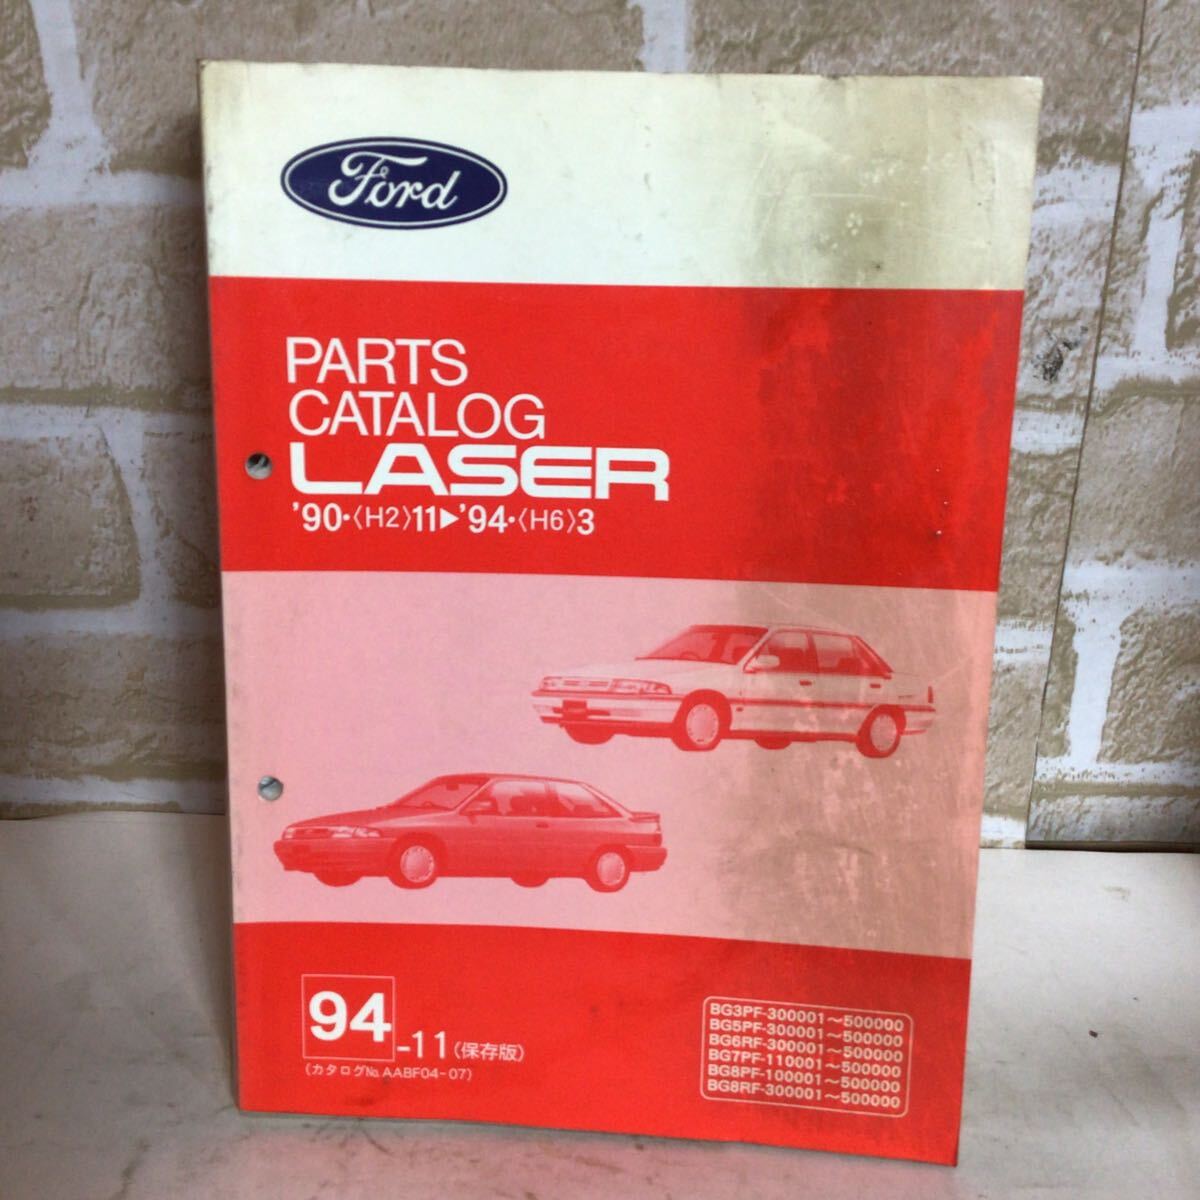 Ford
PARTS
CATALOG
LASER
'90・〈H2〉11▶'94・〈H6〉3
94-11(保存版)
(カタログNo.AABF04-07)
BG3PF-300001～500000
BG5PF-300001～500000
BG6RF-300001～500000
BG7PF-110001～500000
BG8PF-100001～500000
BG8RF-300001～500000